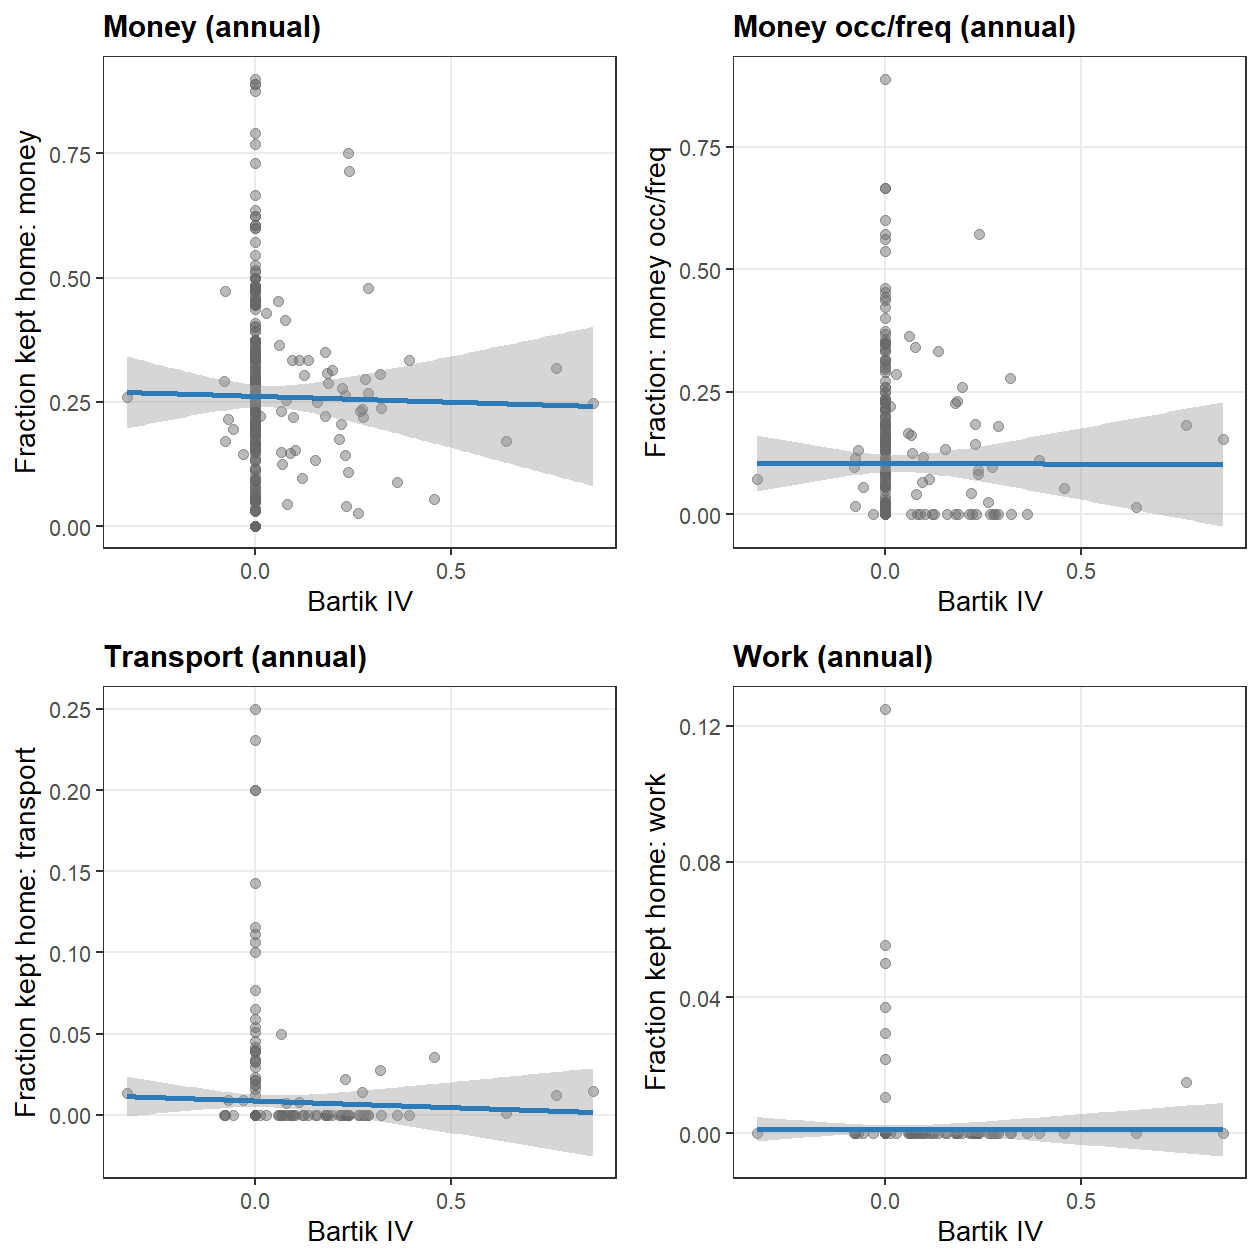 Money (annual)
Fraction kept home: money
0.75
0.50
0.25
0.00
0.0
0.5
Bartik IV
Money occ/freq (annual)
Fraction: money occ/freq
0.75
0.50
0.25
0.00
0.0
0.5
Bartik IV
Transport (annual)
Fraction kept home: transport
0.25
0.20
0.15
0.10
0.05
0.00
0.0
0.5
Bartik IV
Work (annual)
Fraction kept home: work
0.12
0.08
0.04
0.00
0.0
0.5
Bartik IV